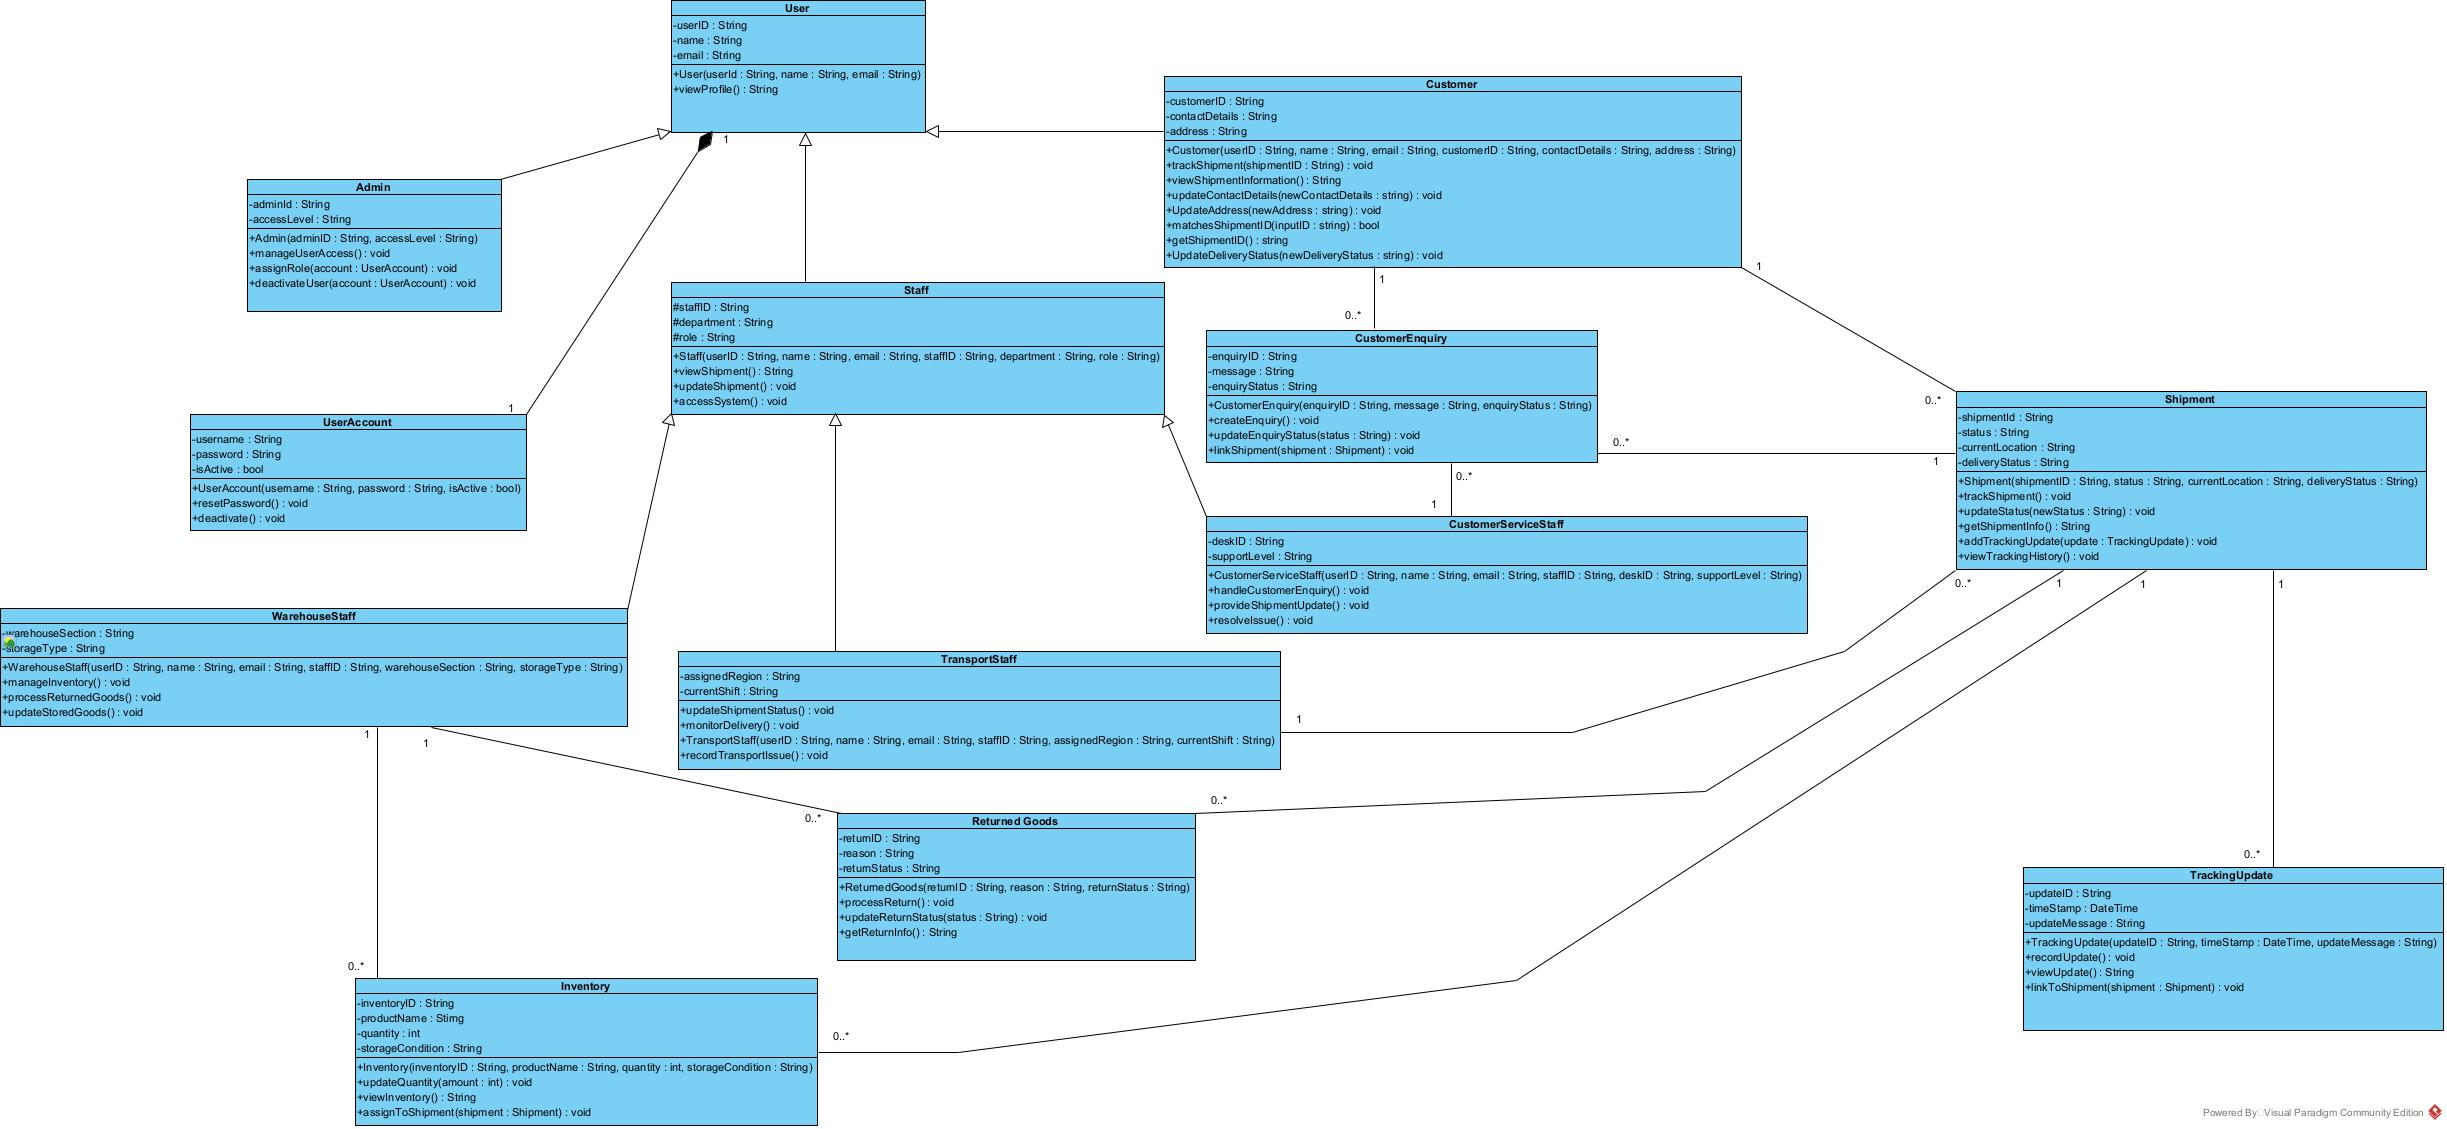 User
-userID : String
-name : String
-email : String
+User(userId : String, name : String, email : String)
+viewProfile() : String
1
Customer
-customerID : String
-contactDetails : String
-address : String
+Customer(userID : String, name : String, email : String, customerID : String, contactDetails : String, address : String)
+trackShipment(shipmentID : String) : void
+viewShipmentInformation() : String
+updateContactDetails(newContactDetails : string) : void
+UpdateAddress(newAddress : string) : void
+matchesShipmentID(inputID : string) : bool
+getShipmentID() : string
+UpdateDeliveryStatus(newDeliveryStatus : string) : void
1
1
0..*
0..*
Admin
-adminId : String
-accessLevel : String
+Admin(adminID : String, accessLevel : String)
+manageUserAccess() : void
+assignRole(account : UserAccount) : void
+deactivateUser(account : UserAccount) : void
Staff
#staffID : String
#department : String
#role : String
+Staff(userID : String, name : String, email : String, staffID : String, department : String, role : String)
+viewShipment() : String
+updateShipment() : void
+accessSystem() : void
CustomerEnquiry
-enquiryID : String
-message : String
-enquiryStatus : String
+CustomerEnquiry(enquiryID : String, message : String, enquiryStatus : String)
+createEnquiry() : void
+updateEnquiryStatus(status : String) : void
+linkShipment(shipment : Shipment) : void
0..*
1
0..*
1
Shipment
-shipmentId : String
-status : String
-currentLocation : String
-deliveryStatus : String
+Shipment(shipmentID : String, status : String, currentLocation : String, deliveryStatus : String)
+trackShipment() : void
+updateStatus(newStatus : String) : void
+getShipmentInfo() : String
+addTrackingUpdate(update : TrackingUpdate) : void
+viewTrackingHistory() : void
0..*
1
1
1
1
UserAccount
-username : String
-password : String
-isActive : bool
+UserAccount(username : String, password : String, isActive : bool)
+resetPassword() : void
+deactivate() : void
CustomerServiceStaff
-deskID : String
-supportLevel : String
+CustomerServiceStaff(userID : String, name : String, email : String, staffID : String, deskID : String, supportLevel : String)
+handleCustomerEnquiry() : void
+provideShipmentUpdate() : void
+resolveIssue() : void
WarehouseStaff
-warehouseSection : String
-storageType : String
+WarehouseStaff(userID : String, name : String, email : String, staffID : String, warehouseSection : String, storageType : String)
+manageInventory() : void
+processReturnedGoods() : void
+updateStoredGoods() : void
1
1
TransportStaff
-assignedRegion : String
-currentShift : String
+updateShipmentStatus() : void
+monitorDelivery() : void
+TransportStaff(userID : String, name : String, email : String, staffID : String, assignedRegion : String, currentShift : String)
+recordTransportIssue() : void
1
0..*
0..*
Returned Goods
-returnID : String
-reason : String
-returnStatus : String
+ReturnedGoods(returnID : String, reason : String, returnStatus : String)
+processReturn() : void
+updateReturnStatus(status : String) : void
+getReturnInfo() : String
0..*
TrackingUpdate
-updateID : String
-timeStamp : DateTime
-updateMessage : String
+TrackingUpdate(updateID : String, timeStamp : DateTime, updateMessage : String)
+recordUpdate() : void
+viewUpdate() : String
+linkToShipment(shipment : Shipment) : void
0..*
0..*
Inventory
-inventoryID : String
-productName : Stirng
-quantity : int
-storageCondition : String
+Inventory(inventoryID : String, productName : String, quantity : int, storageCondition : String)
+updateQuantity(amount : int) : void
+viewInventory() : String
+assignToShipment(shipment : Shipment) : void
Powered By Visual Paradigm Community Edition